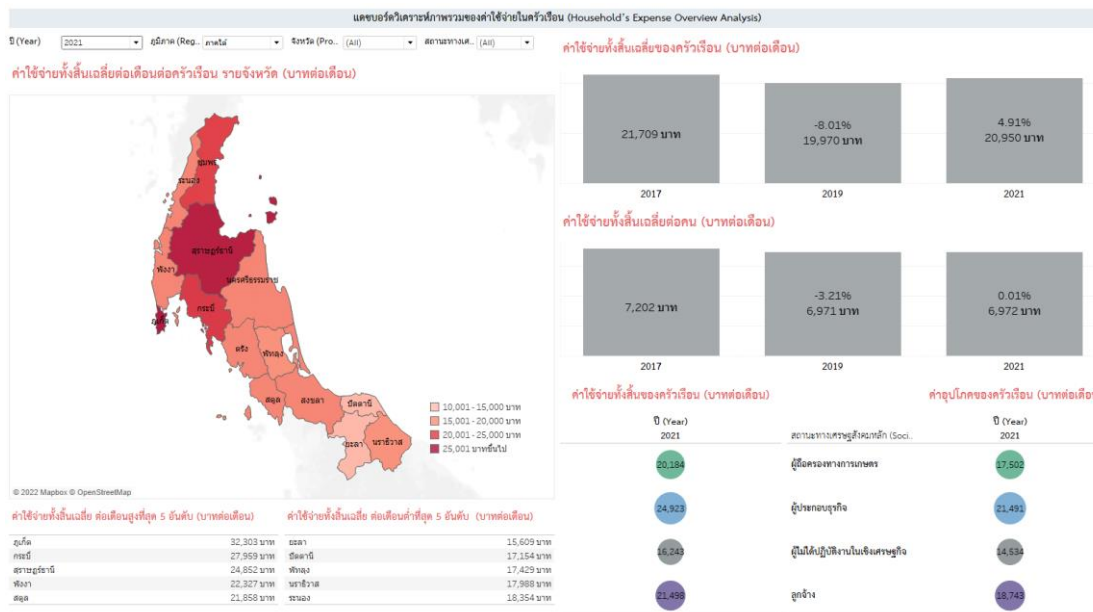 แดชบอร์ดวิเคราะห์ภาพรวมของค่าใช้จ่ายในครัวเรือน (Household's Expense Overview Analysis)
ปี (Year) 2021 ภูมิภาค (Reg.. ภาคใต้ จังหวัด (Pro.. (All) สถานะทางเศ.. (All)
ค่าใช้จ่ายทั้งสิ้นเฉลี่ยต่อเดือนต่อครัวเรือน รายจังหวัด (บาทต่อเดือน)
ชุมพร
ระนอง
สุราษฎร์ธานี
พังงา
นครศรีธรรมราช
กระบี่
ภูเก็ต
ตรัง
พัทลุง
สตูล
สงขลา
ปัตตานี
ยะลา
นราธิวาส
10,001 - 15,000 บาท
15,001 - 20,000 บาท
20,001 - 25,000 บาท
25,001 บาทขึ้นไป
© 2022 Mapbox © OpenStreetMap
ค่าใช้จ่ายทั้งสิ้นเฉลี่ย ต่อเดือนสูงที่สุด 5 อันดับ (บาทต่อเดือน)
ภูเก็ต 32,303 บาท
กระบี่ 27,959 บาท
สุราษฎร์ธานี 24,852 บาท
พังงา 22,327 บาท
สตูล 21,858 บาท
ค่าใช้จ่ายทั้งสิ้นเฉลี่ย ต่อเดือนต่ำที่สุด 5 อันดับ (บาทต่อเดือน)
ยะลา 15,609 บาท
ปัตตานี 17,154 บาท
พัทลุง 17,429 บาท
นราธิวาส 17,988 บาท
ระนอง 18,354 บาท
ค่าใช้จ่ายทั้งสิ้นเฉลี่ยของครัวเรือน (บาทต่อเดือน)
21,709 บาท
-8.01%
19,970 บาท
4.91%
20,950 บาท
2017 2019 2021
ค่าใช้จ่ายทั้งสิ้นเฉลี่ยต่อคน (บาทต่อเดือน)
7,202 บาท
-3.21%
6,971 บาท
0.01%
6,972 บาท
2017 2019 2021
ค่าใช้จ่ายทั้งสิ้นของครัวเรือน (บาทต่อเดือน) ค่าอุปโภคของครัวเรือน (บาทต่อเดือน
ปี (Year) ปี (Year)
2021 สถานะทางเศรษฐสังคมหลัก (Soci.. 2021
20,184 ผู้ถือครองทางการเกษตร 17,502
24,923 ผู้ประกอบธุรกิจ 21,491
16,243 ผู้ไม่ได้ปฏิบัติงานในเชิงเศรษฐกิจ 14,534
21,498 ลูกจ้าง 18,743